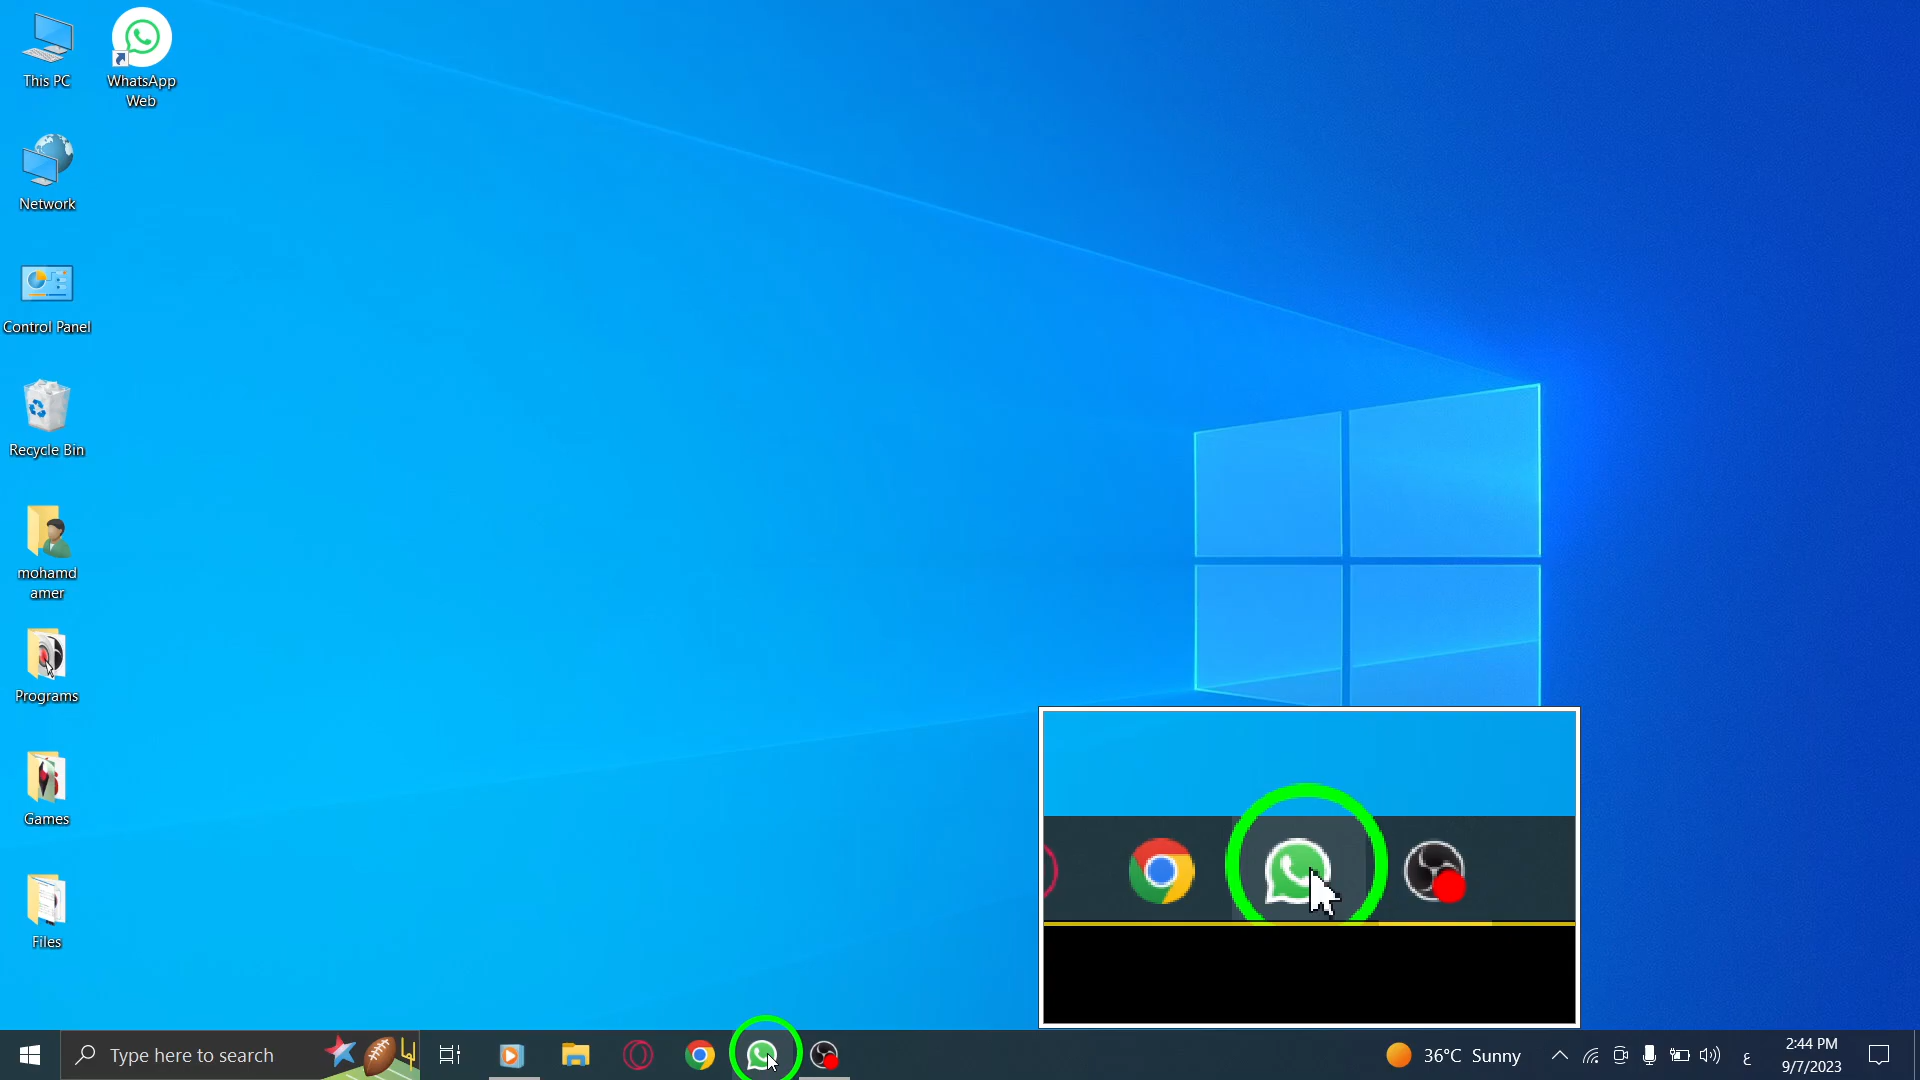 This PC
WhatsApp
Web
Network
Control Panel
Recycle Bin
mohamd
amer
Programs
Games
Files
Type here to search
36°C Sunny
ع
2:44 PM
9/7/2023